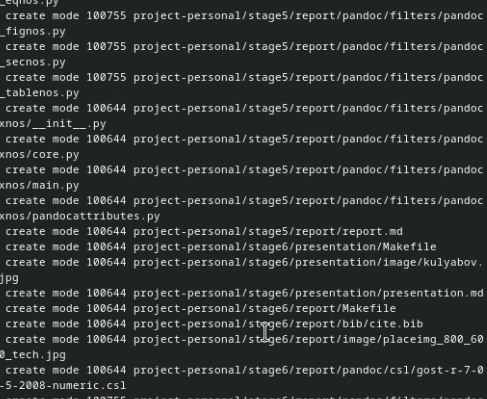 _eqnos.py
create mode 100755 project-personal/stage5/report/pandoc/filters/pandoc
_fignos.py
create mode 100755 project-personal/stage5/report/pandoc/filters/pandoc
_secnos.py
create mode 100755 project-personal/stage5/report/pandoc/filters/pandoc
_tablenos.py
create mode 100644 project-personal/stage5/report/pandoc/filters/pandoc
xnos/__init__.py
create mode 100644 project-personal/stage5/report/pandoc/filters/pandoc
xnos/core.py
create mode 100644 project-personal/stage5/report/pandoc/filters/pandoc
xnos/main.py
create mode 100644 project-personal/stage5/report/pandoc/filters/pandoc
xnos/pandocattributes.py
create mode 100644 project-personal/stage5/report/report.md
create mode 100644 project-personal/stage6/presentation/Makefile
create mode 100644 project-personal/stage6/presentation/image/kulyabov.
jpg
create mode 100644 project-personal/stage6/presentation/presentation.md
create mode 100644 project-personal/stage6/report/Makefile
create mode 100644 project-personal/stage6/report/bib/cite.bib
create mode 100644 project-personal/stage6/report/image/placeimg_800_60
0_tech.jpg
create mode 100644 project-personal/stage6/report/pandoc/csl/gost-r-7-0
-5-2008-numeric.csl